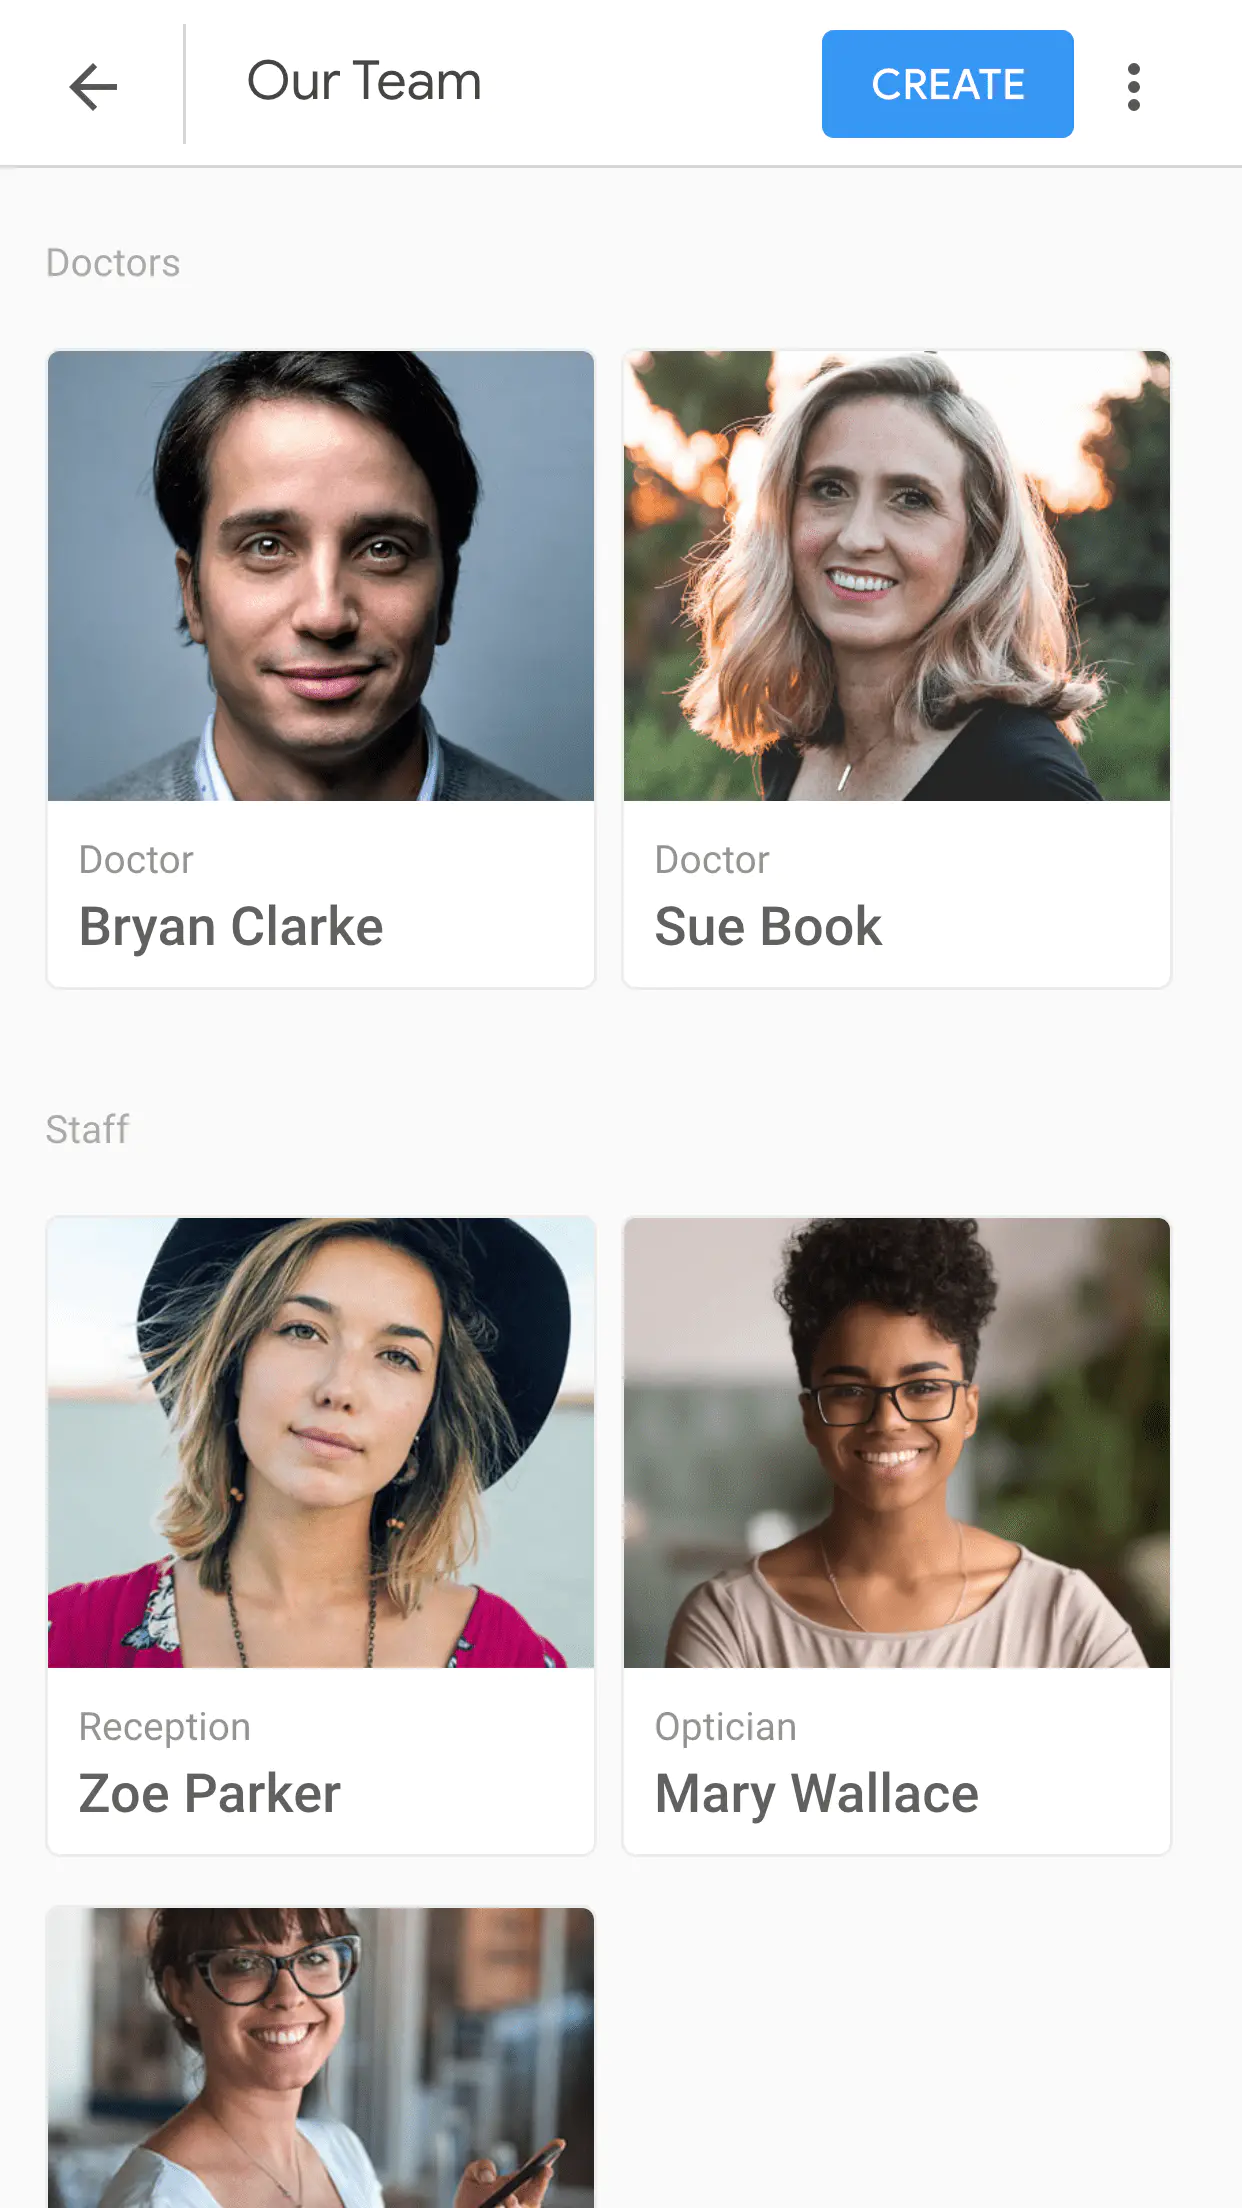 Our Team
CREATE
Doctors
Doctor
Bryan Clarke
Doctor
Sue Book
Staff
Reception
Zoe Parker
Optician
Mary Wallace